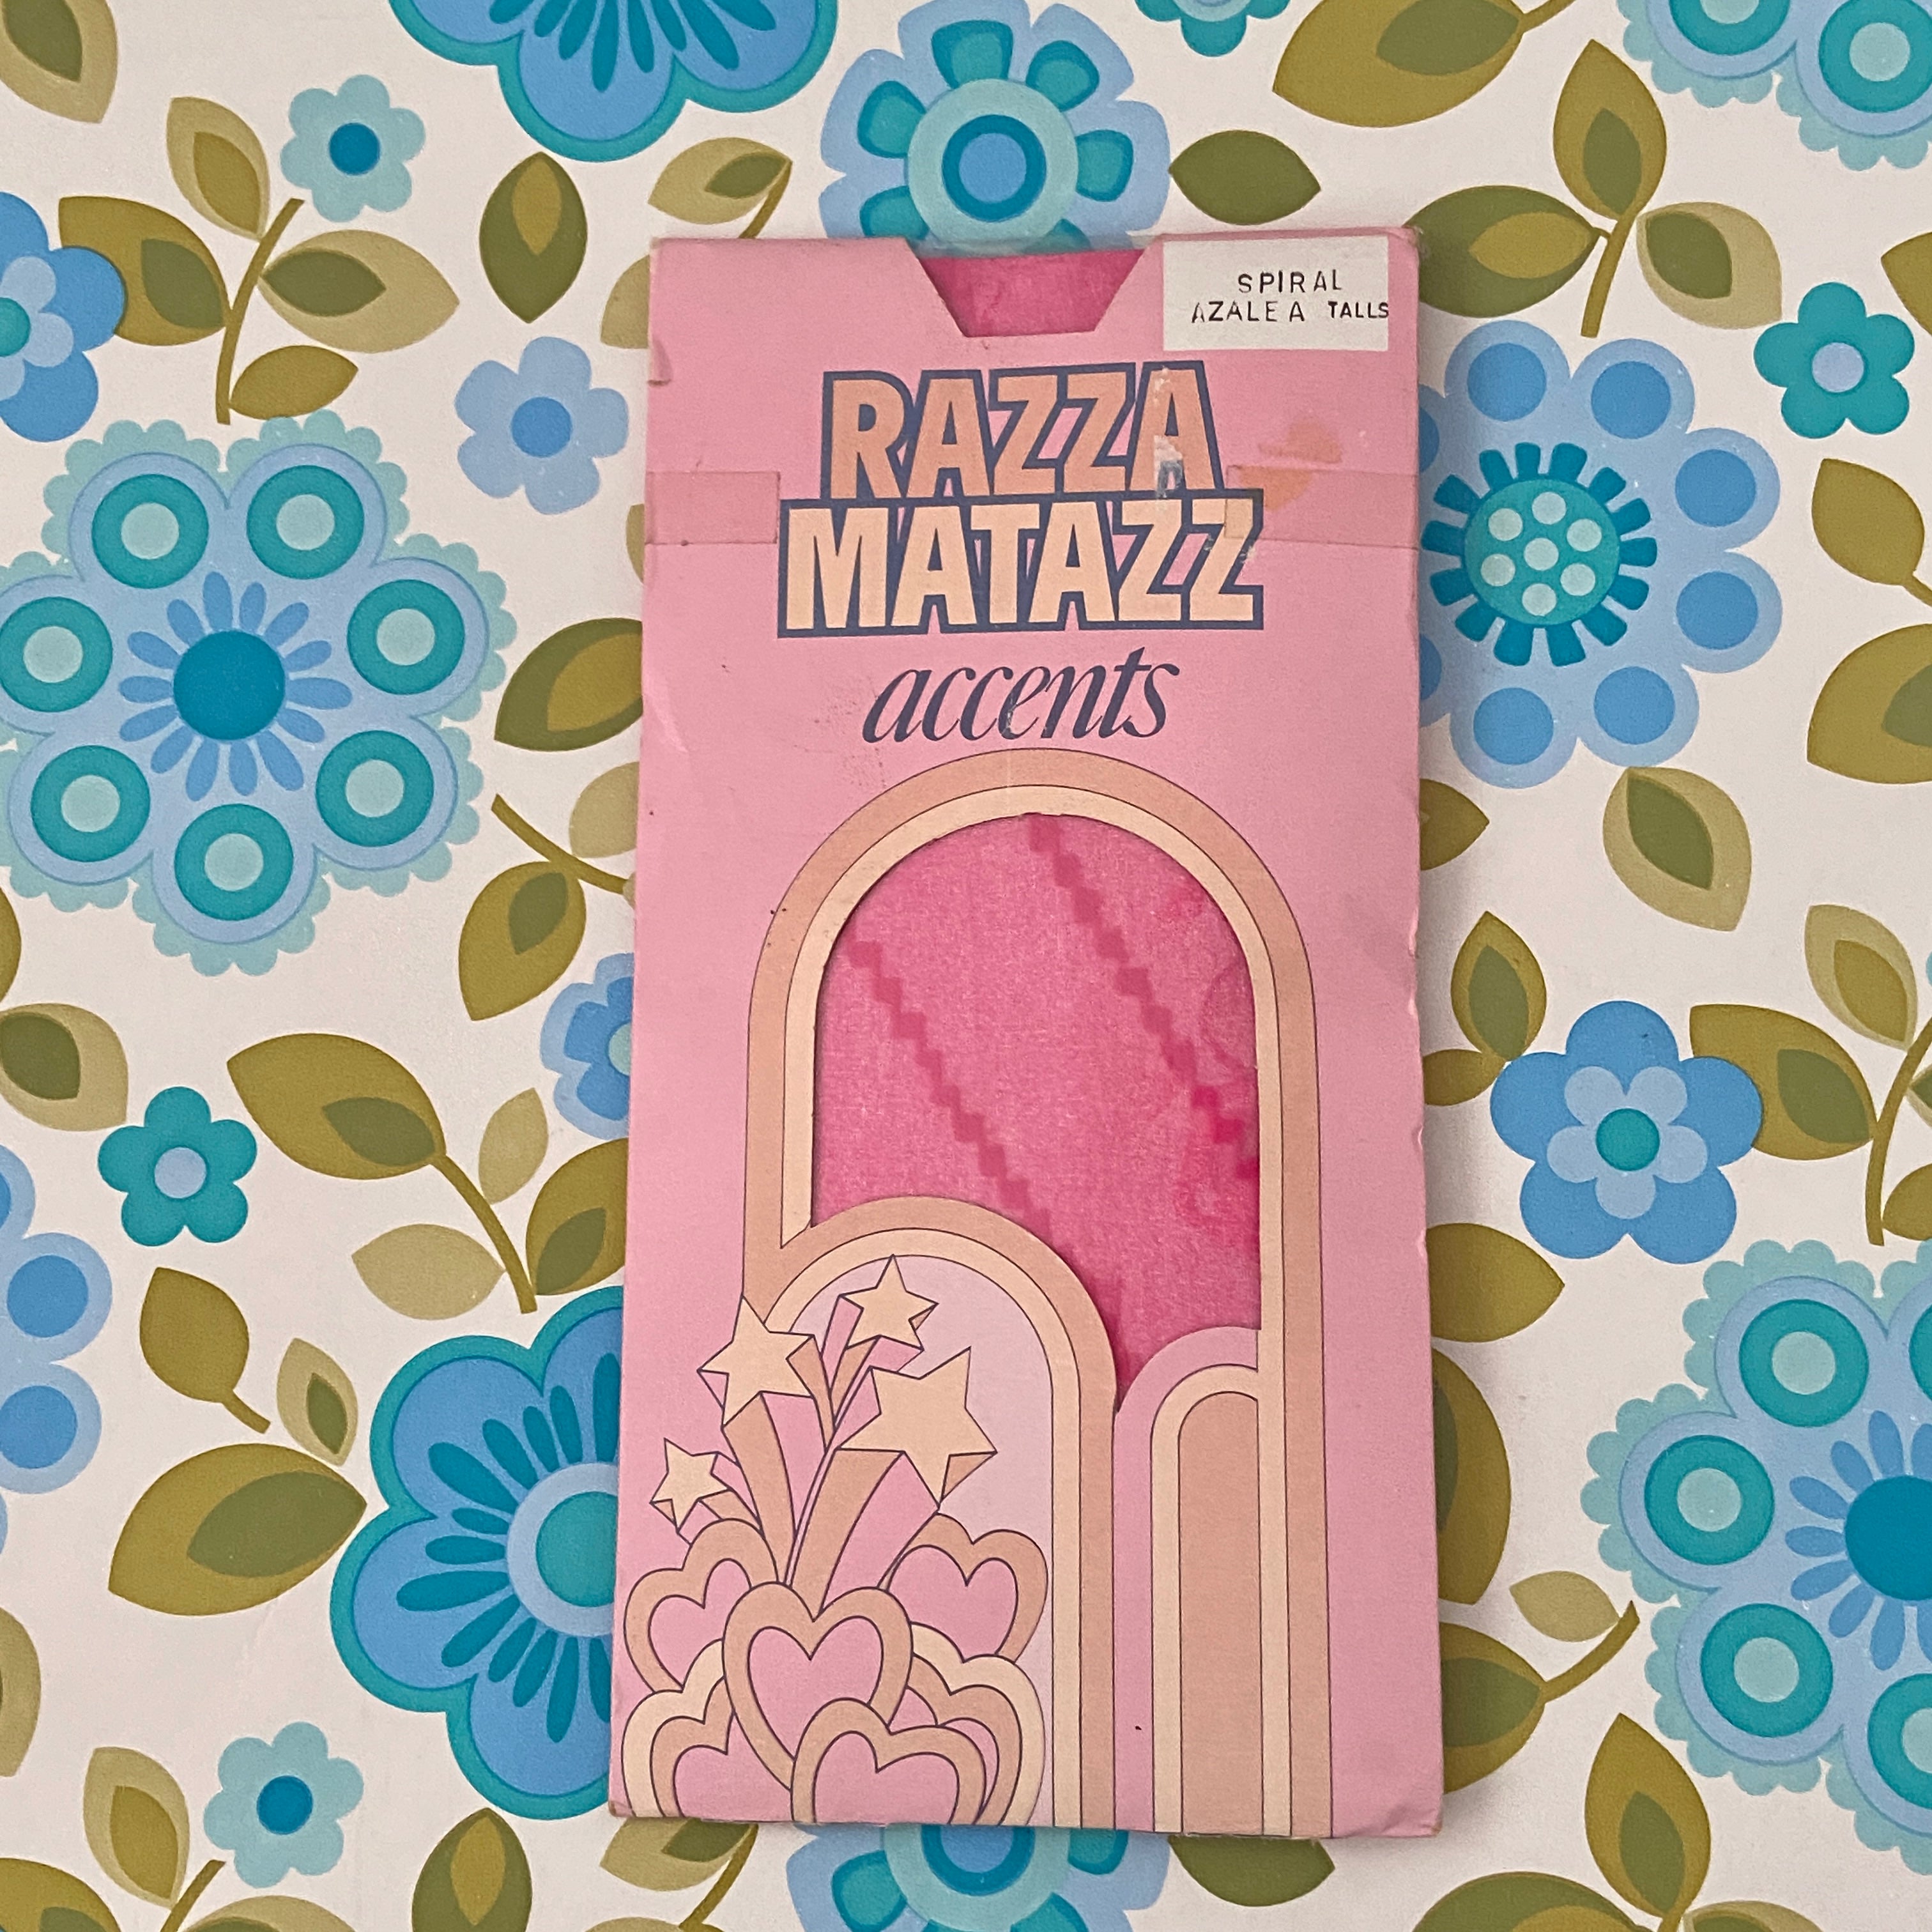 SPIRAL
AZALEA TALLS
RAZZA
MATAZZ
accents